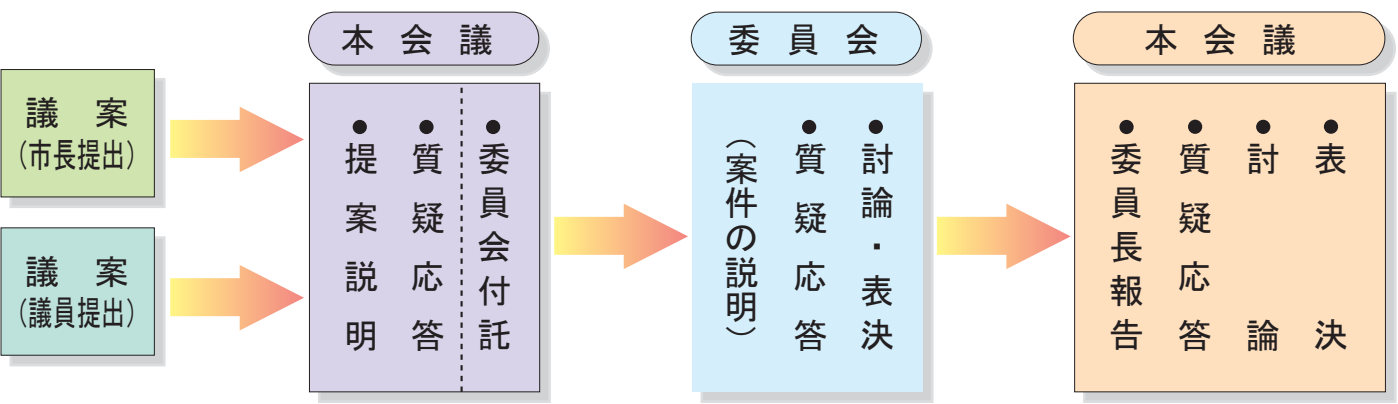 議 案
（市長提出）
議 案
（議員提出）
本 会 議
●提案説明
●質疑応答
●委員会付託
委 員 会
（案件の説明）
●質疑応答
●討論・表決
本 会 議
●委員長報告
●質疑応答
●討論
●表決